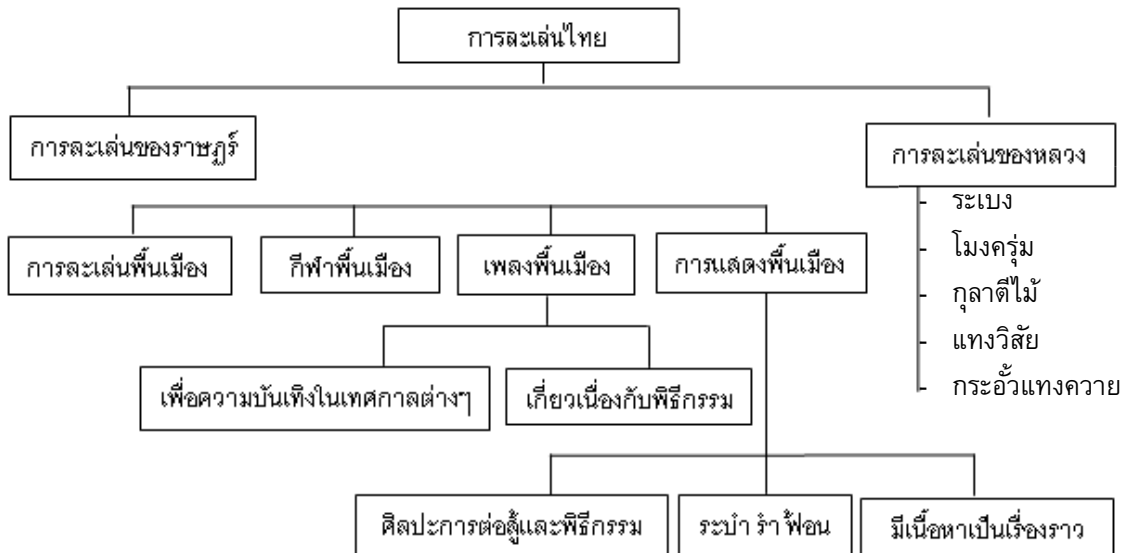 การละเล่นไทย
การละเล่นของราษฎร์
การละเล่นของหลวง
- ระเบง
- โมงครุ่ม
- กุลาตีไม้
- แทงวิสัย
- กระอั้วแทงควาย
การละเล่นพื้นเมือง
กีฬาพื้นเมือง
เพลงพื้นเมือง
การแสดงพื้นเมือง
เพื่อความบันเทิงในเทศกาลต่างๆ
เกี่ยวเนื่องกับพิธีกรรม
ศิลปะการต่อสู้และพิธีกรรม
ระบำ รำ ฟ้อน
มีเนื้อหาเป็นเรื่องราว